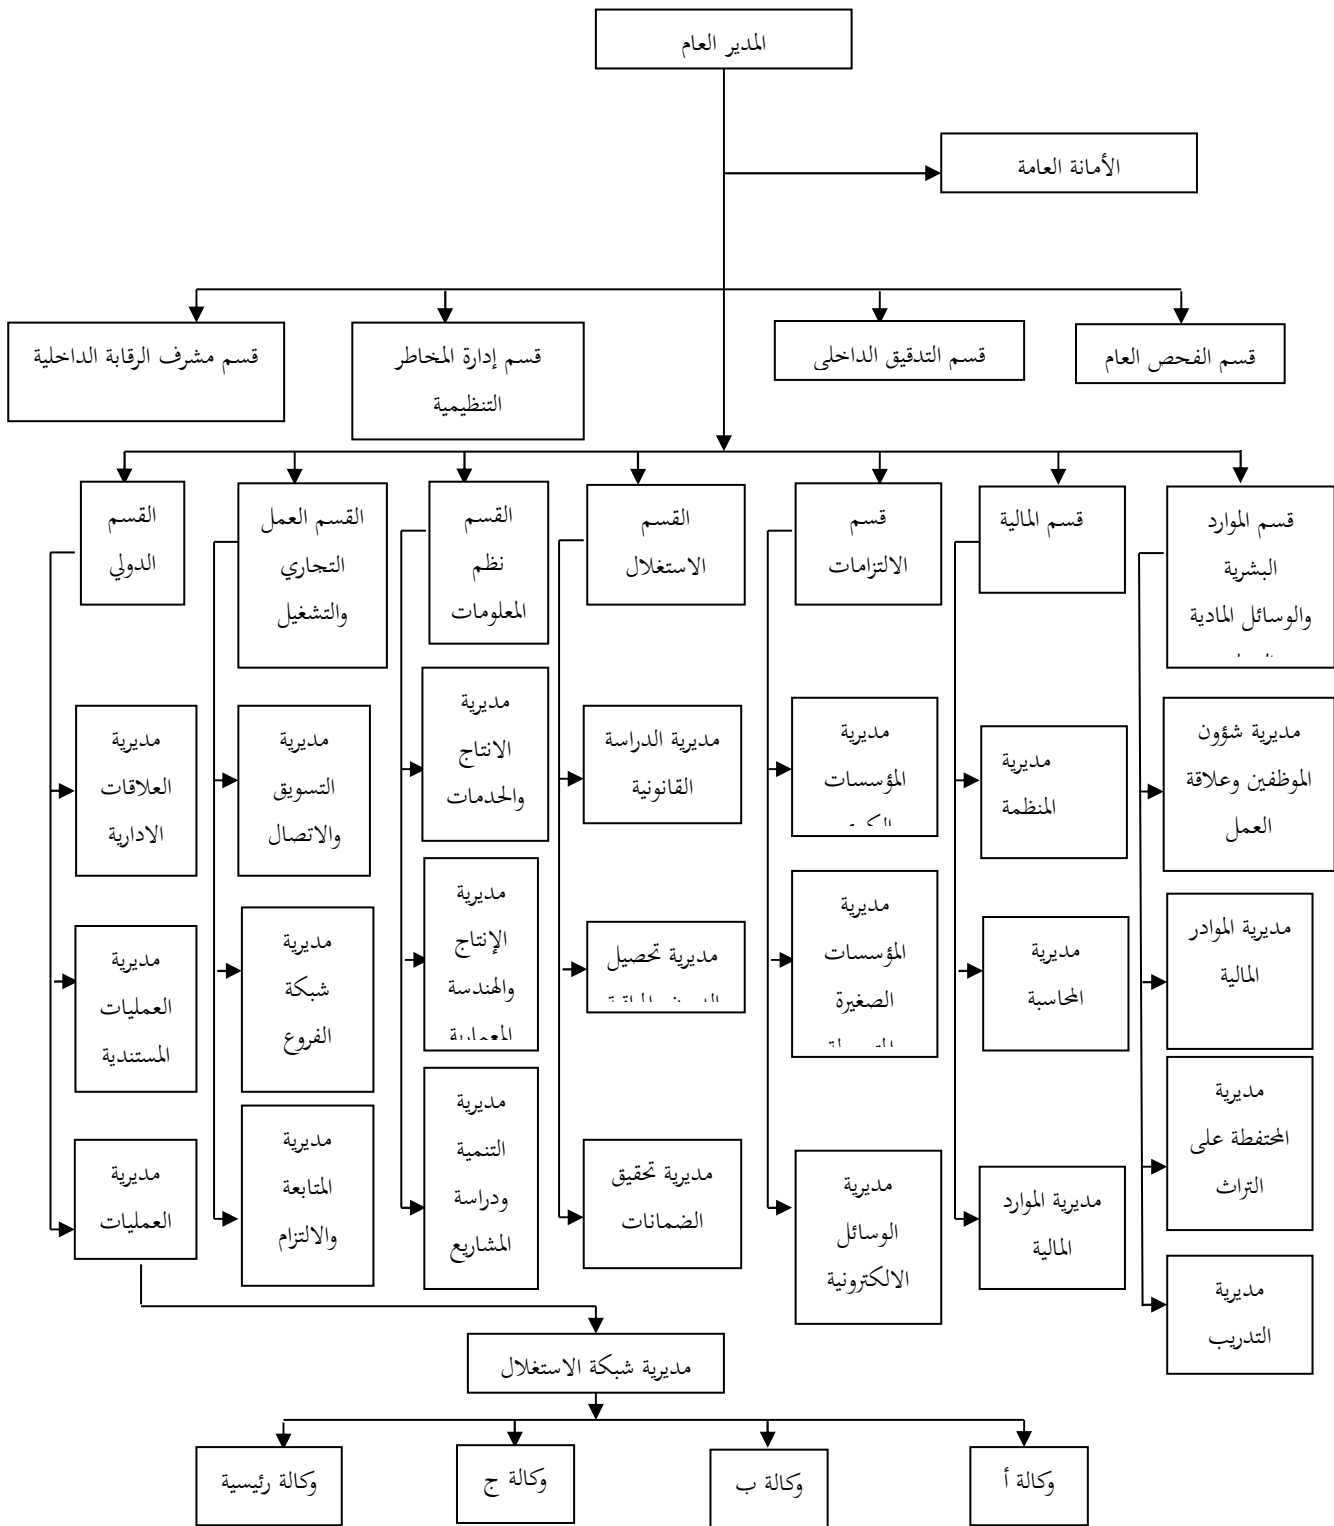 المدير العام
الأمانة العامة
قسم الفحص العام
قسم التدقيق الداخلي
قسم إدارة المخاطر
التنظيمية
قسم مشرف الرقابة الداخلية
قسم الموارد
البشرية
والوسائل المادية
قسم المالية
قسم
الالتزامات
القسم
الاستغلال
القسم
نظم
المعلومات
القسم العمل
التجاري
والتشغيل
القسم
الدولي
مديرية شؤون
الموظفين وعلاقة
العمل
مديرية
المنظمة
مديرية
المؤسسات
مديرية الدراسة
القانونية
مديرية
الانتاج
والخدمات
مديرية
التسويق
والاتصال
مديرية
العلاقات
الادارية
مديرية الموادر
المالية
مديرية
المحاسبة
مديرية
المؤسسات
الصغيرة
مديرية تحصيل
مديرية
الإنتاج
والهندسة
المعمارية
مديرية
شبكة
الفروع
مديرية
العمليات
المستندية
مديرية
المحتفطة على
التراث
مديرية الموارد
المالية
مديرية
الوسائل
الالكترونية
مديرية تحقيق
الضمانات
مديرية
التنمية
ودراسة
المشاريع
مديرية
المتابعة
والالتزام
مديرية
العمليات
مديرية
التدريب
مديرية شبكة الاستغلال
وكالة أ
وكالة ب
وكالة ج
وكالة رئيسية